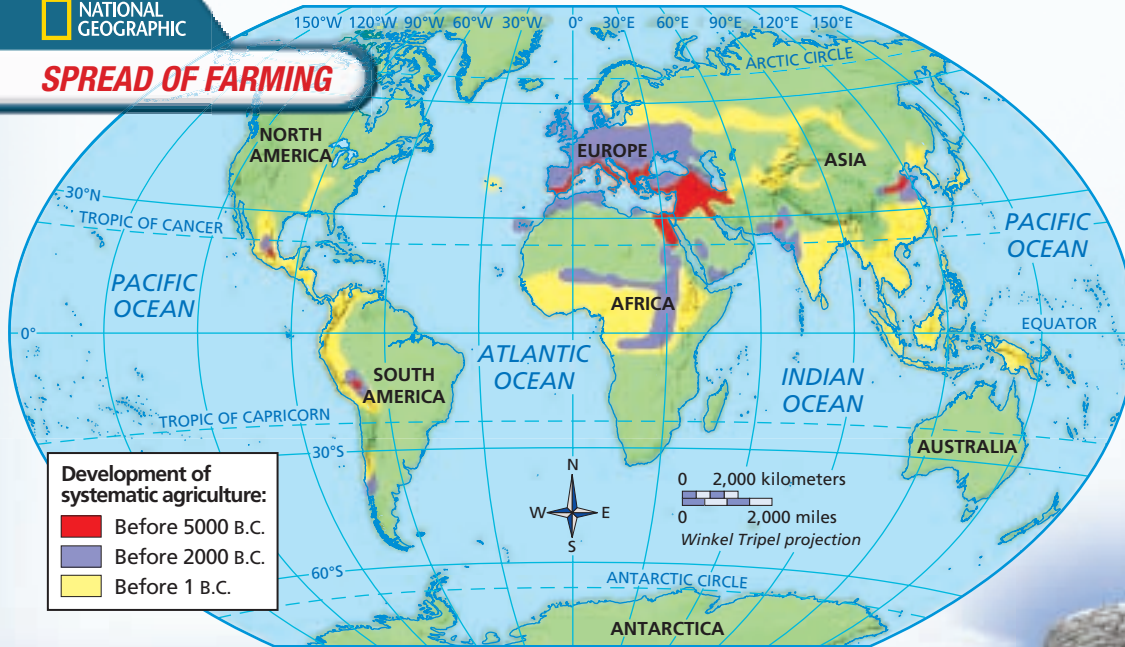 NATIONAL
GEOGRAPHIC
SPREAD OF FARMING
150°W 120°W 90°W 60°W 30°W 0° 30°E 60°E 90°E 120°E 150°E
ARCTIC CIRCLE
NORTH
AMERICA
EUROPE
ASIA
30°N
TROPIC OF CANCER
PACIFIC
OCEAN
PACIFIC
OCEAN
AFRICA
0°
EQUATOR
ATLANTIC
OCEAN
SOUTH
AMERICA
INDIAN
OCEAN
TROPIC OF CAPRICORN
AUSTRALIA
30°S
Development of
systematic agriculture:
Before 5000 B.C.
Before 2000 B.C.
Before 1 B.C.
N
W E
S
0 2,000 kilometers
0 2,000 miles
Winkel Tripel projection
60°S
ANTARCTIC CIRCLE
ANTARCTICA